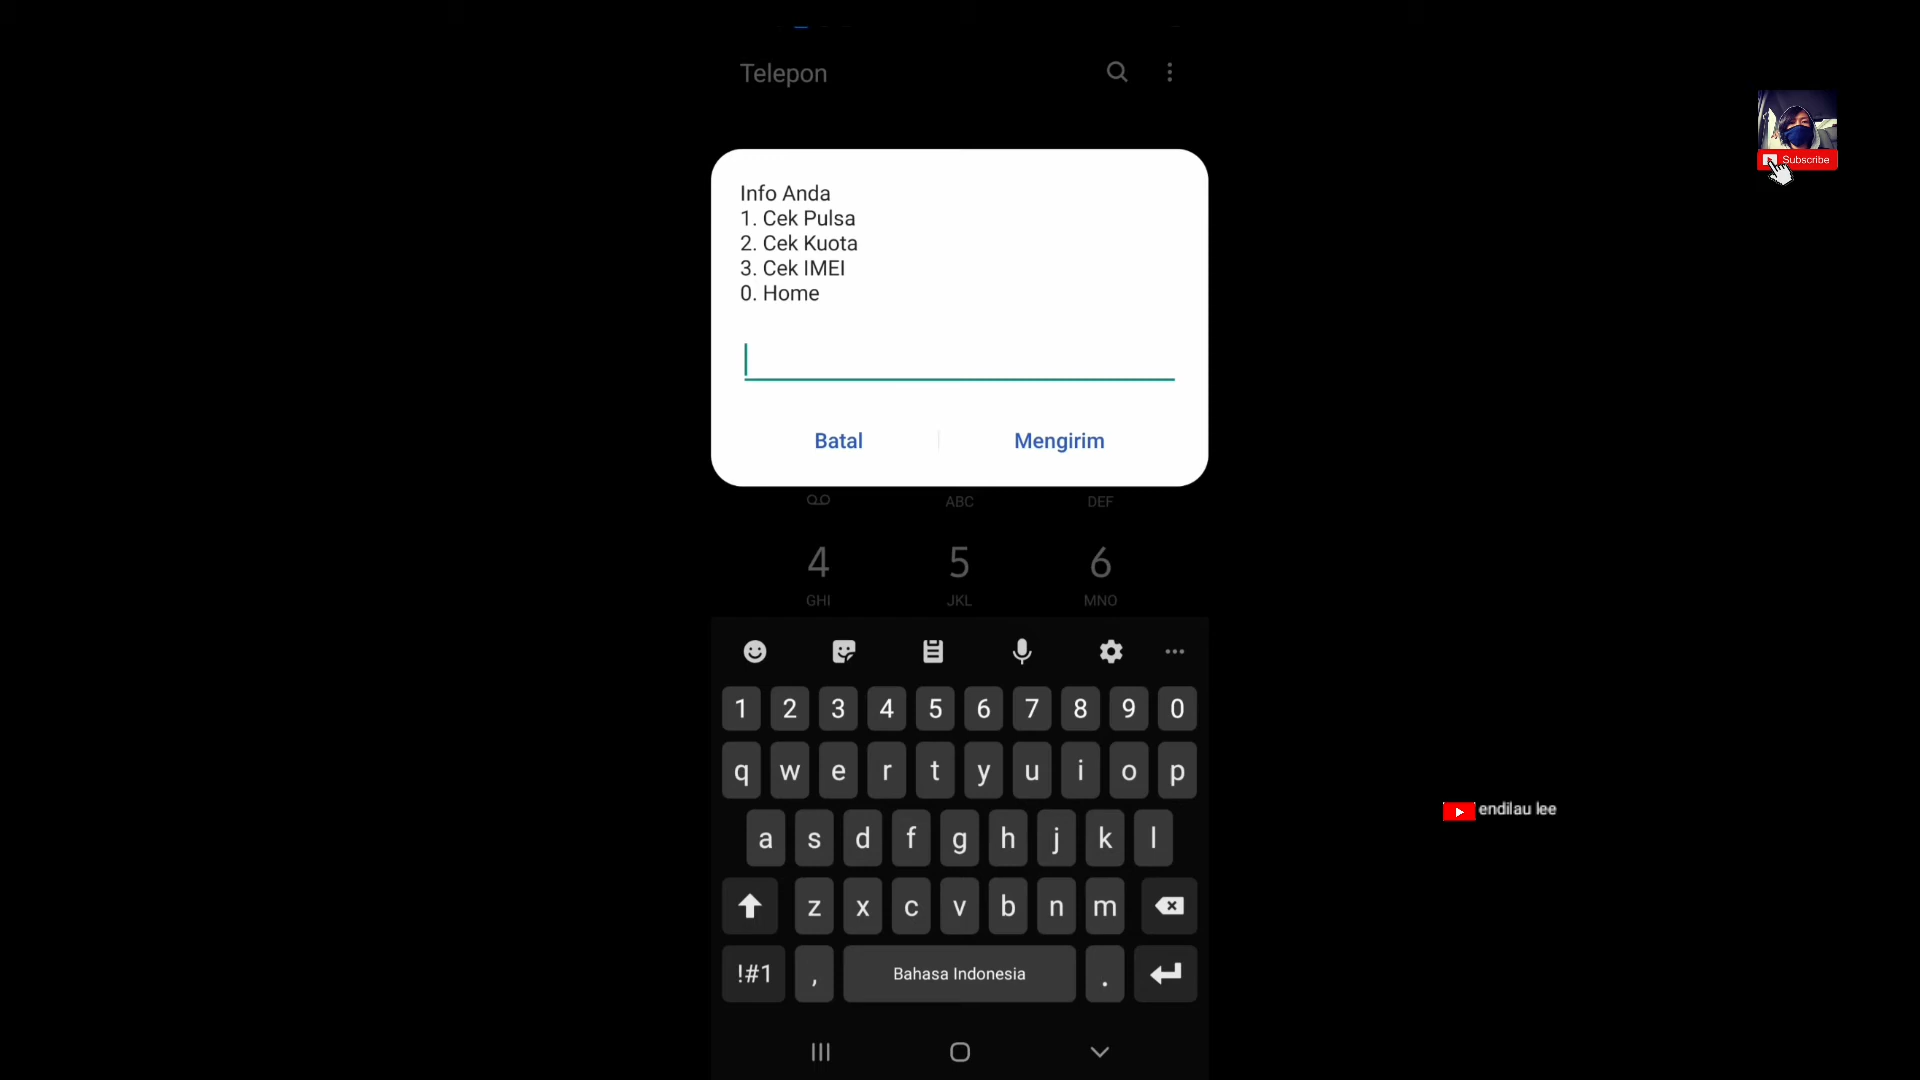 Telepon
Subscribe
Info Anda
1. Cek Pulsa
2. Cek Kuota
3. Cek IMEI
0. Home
Batal
Mengirim
ABC
DEF
4
5
6
GHI
JKL
MNO
1 2 3 4 5 6 7 8 9 0
q w e r t y u i o p
endilau lee
a s d f g h j k l
z x c v b n m
!#1 , Bahasa Indonesia .